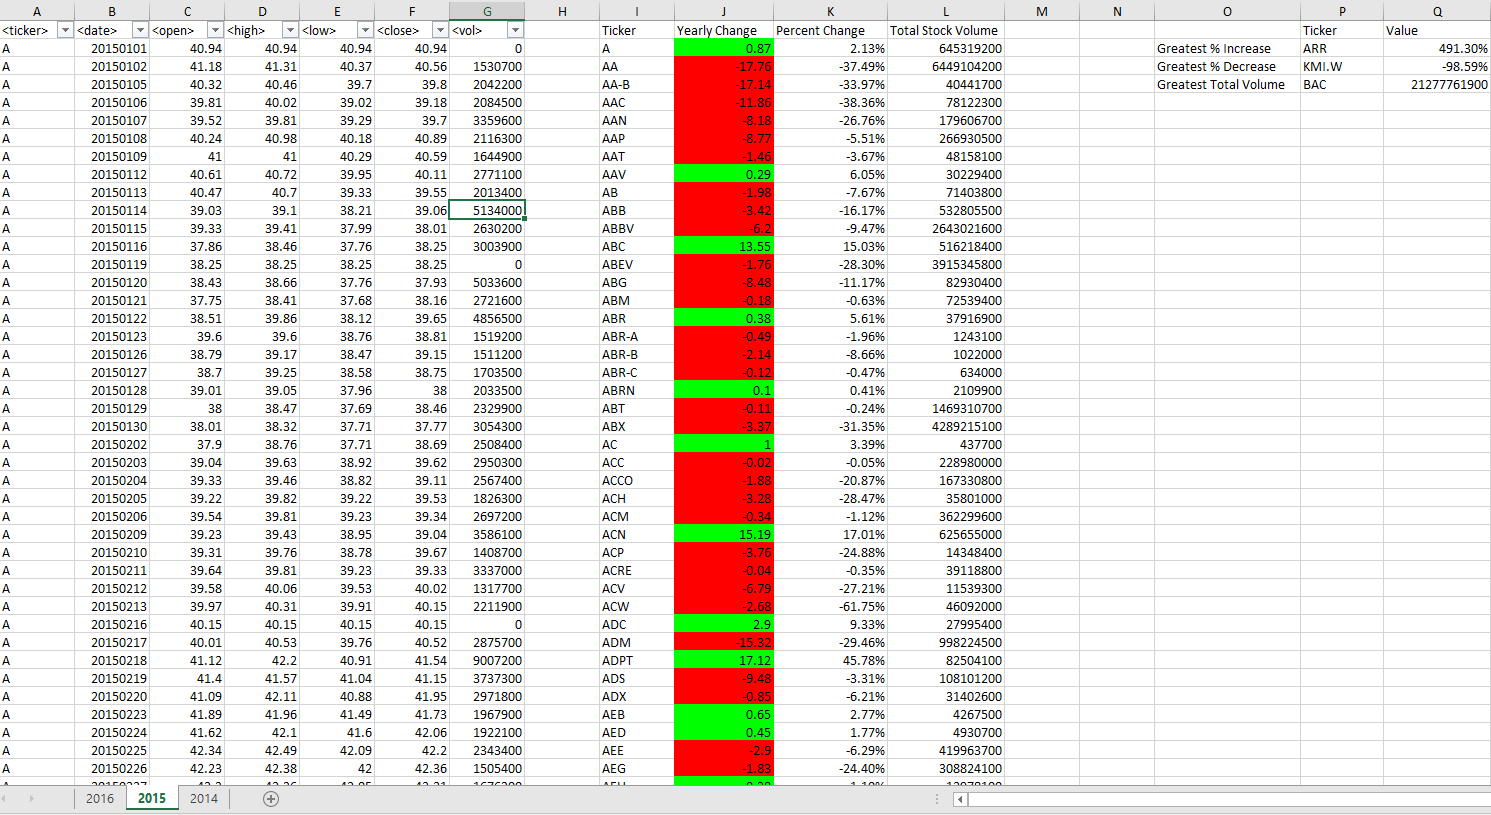 A B C D E F G H I J K L M N O P Q
<ticker> <date> <open> <high> <low> <close> <vol> Ticker Yearly Change Percent Change Total Stock Volume Ticker Value
A 20150101 40.94 40.94 40.94 40.94 0 A 0.87 2.13% 645319200 Greatest % Increase ARR 491.30%
A 20150102 41.18 41.31 40.37 40.56 1530700 AA -17.76 -37.49% 6449104200 Greatest % Decrease KMI.W -98.59%
A 20150105 40.32 40.46 39.7 39.8 2042200 AA-B -17.14 -33.97% 40441700 Greatest Total Volume BAC 21277761900
A 20150106 39.81 40.02 39.02 39.18 2084500 AAC -11.86 -38.36% 78122300
A 20150107 39.52 39.81 39.29 39.7 3359600 AAN -8.18 -26.76% 179606700
A 20150108 40.24 40.98 40.18 40.89 2116300 AAP -8.77 -5.51% 266930500
A 20150109 41 41 40.29 40.59 1644900 AAT -1.46 -3.67% 48158100
A 20150112 40.61 40.72 39.95 40.11 2771100 AAV 0.29 6.05% 30229400
A 20150113 40.47 40.7 39.33 39.55 2013400 AB -1.98 -7.67% 71403800
A 20150114 39.03 39.1 38.21 39.06 5134000 ABB -3.42 -16.17% 532805500
A 20150115 39.33 39.41 37.99 38.01 2630200 ABBV -6.2 -9.47% 2643021600
A 20150116 37.86 38.46 37.76 38.25 3003900 ABC 13.55 15.03% 516218400
A 20150119 38.25 38.25 38.25 38.25 0 ABEV -1.76 -28.30% 3915345800
A 20150120 38.43 38.66 37.76 37.93 5033600 ABG -8.48 -11.17% 82930400
A 20150121 37.75 38.41 37.68 38.16 2721600 ABM -0.18 -0.63% 72539400
A 20150122 38.51 39.86 38.12 39.65 4856500 ABR 0.38 5.61% 37916900
A 20150123 39.6 39.6 38.76 38.81 1519200 ABR-A -0.49 -1.96% 1243100
A 20150126 38.79 39.17 38.47 39.15 1511200 ABR-B -2.14 -8.66% 1022000
A 20150127 38.7 39.25 38.58 38.75 1703500 ABR-C -0.12 -0.47% 634000
A 20150128 39.01 39.05 37.96 38 2033500 ABRN 0.1 0.41% 2109900
A 20150129 38 38.47 37.69 38.46 2329900 ABT -0.11 -0.24% 1469310700
A 20150130 38.01 38.32 37.71 37.77 3054300 ABX -3.37 -31.35% 4289215100
A 20150202 37.9 38.76 37.71 38.69 2508400 AC 1 3.39% 437700
A 20150203 39.04 39.63 38.92 39.62 2950300 ACC -0.02 -0.05% 228980000
A 20150204 39.33 39.46 38.82 39.11 2567400 ACCO -1.88 -20.87% 167330800
A 20150205 39.22 39.82 39.22 39.53 1826300 ACH -3.28 -28.47% 35801000
A 20150206 39.54 39.81 39.23 39.34 2697200 ACM -0.34 -1.12% 362299600
A 20150209 39.23 39.43 38.95 39.04 3586100 ACN 15.19 17.01% 625655000
A 20150210 39.31 39.76 38.78 39.67 1408700 ACP -3.76 -24.88% 14348400
A 20150211 39.64 39.81 39.23 39.33 3337000 ACRE -0.04 -0.35% 39118800
A 20150212 39.58 40.06 39.53 40.02 1317700 ACV -6.79 -27.21% 11539300
A 20150213 39.97 40.31 39.91 40.15 2211900 ACW -2.68 -61.75% 46092000
A 20150216 40.15 40.15 40.15 40.15 0 ADC 2.9 9.33% 27995400
A 20150217 40.01 40.53 39.76 40.52 2875700 ADM -15.32 -29.46% 998224500
A 20150218 41.12 42.2 40.91 41.54 9007200 ADPT 17.12 45.78% 82504100
A 20150219 41.4 41.57 41.04 41.15 3737300 ADS -9.48 -3.31% 108101200
A 20150220 41.09 42.11 40.88 41.95 2971800 ADX -0.85 -6.21% 31402600
A 20150223 41.89 41.96 41.49 41.73 1967900 AEB 0.65 2.77% 4267500
A 20150224 41.62 42.1 41.6 42.06 1922100 AED 0.45 1.77% 4930700
A 20150225 42.34 42.49 42.09 42.2 2343400 AEE -2.9 -6.29% 419963700
A 20150226 42.23 42.38 42 42.36 1505400 AEG -1.83 -24.40% 308824100
2016 2015 2014